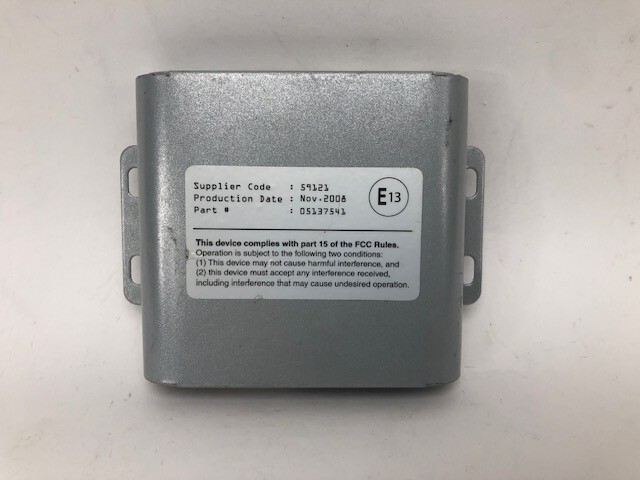 Supplier Code : 59121
Production Date : Nov.2008
Part # : 05137541
E13
This device complies with part 15 of the FCC Rules.
Operation is subject to the following two conditions:
(1) This device may not cause harmful interference, and
(2) this device must accept any interference received,
including interference that may cause undesired operation.